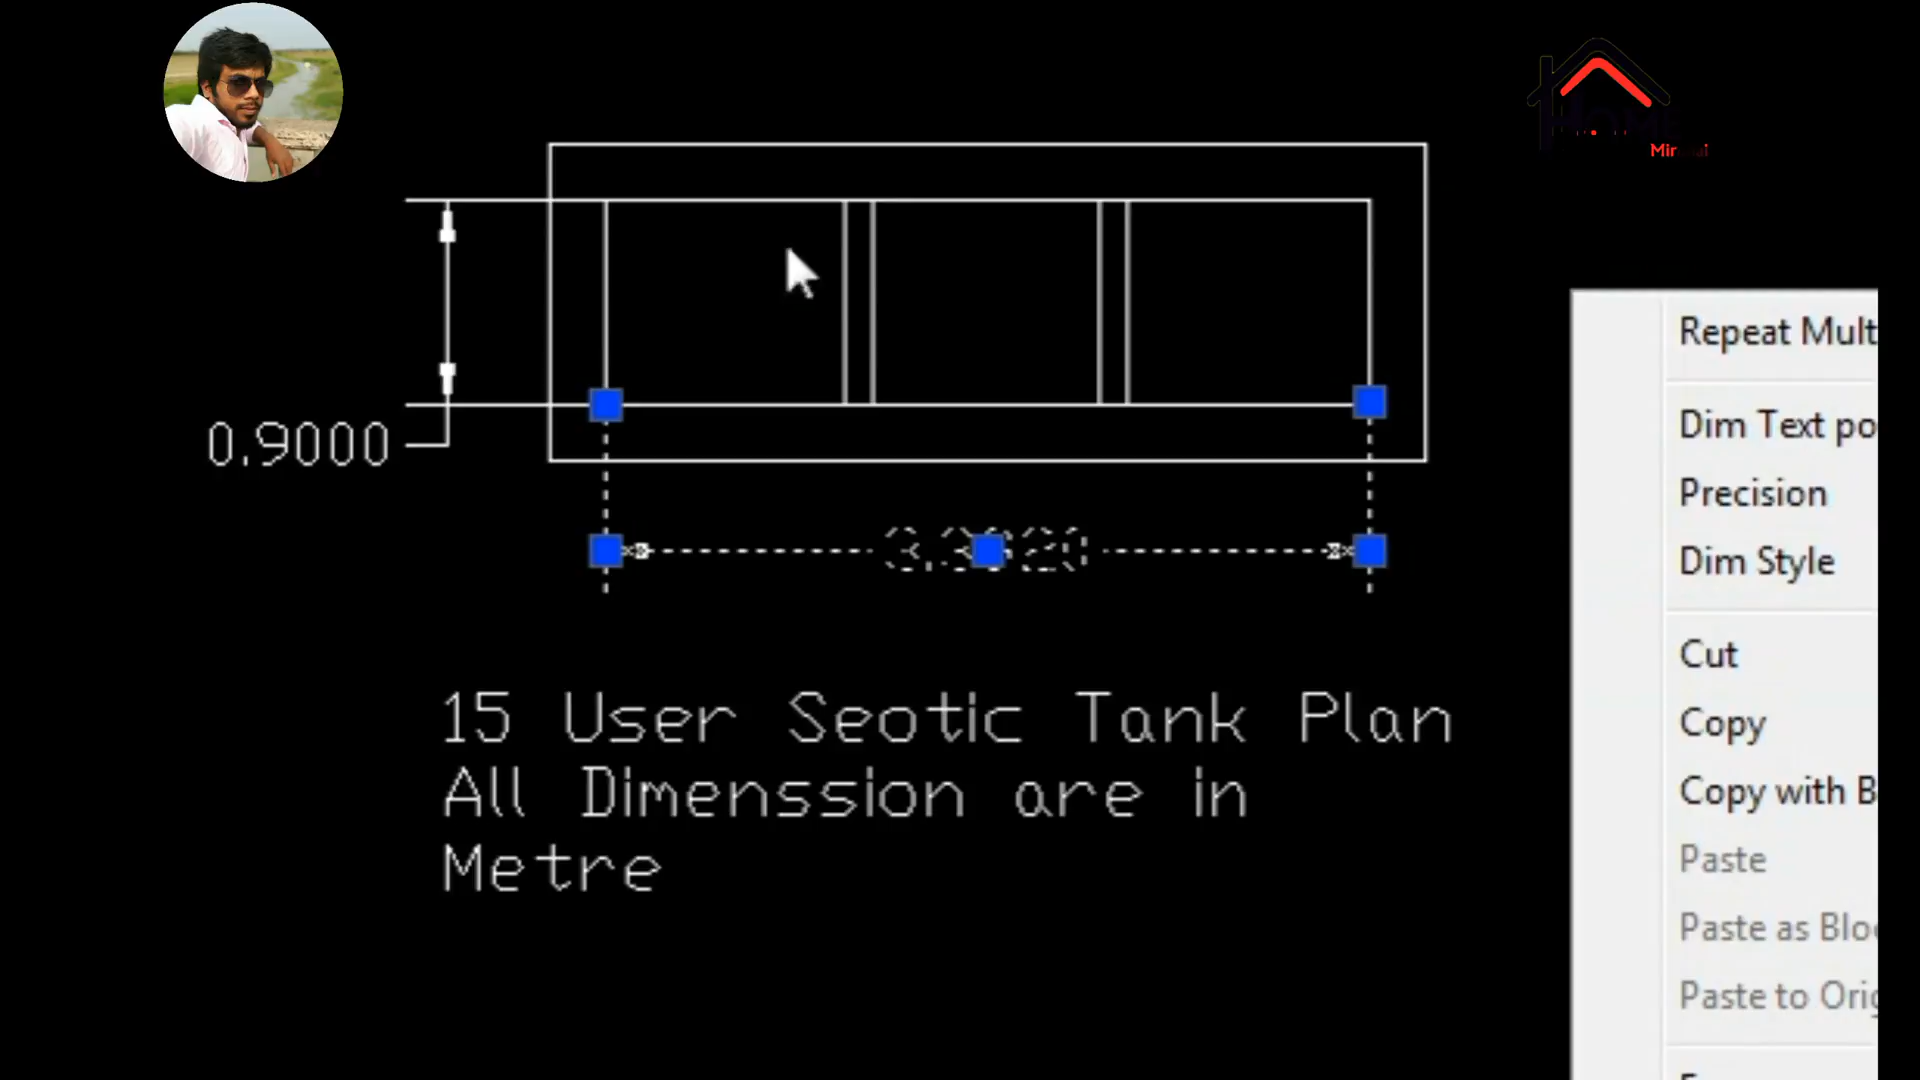 Repeat Mult
Dim Text po
Precision
Dim Style
0.9000
Cut
15 User Seotic Tank Plan
All Dimenssion are in
Metre
Copy
Copy with B
Paste
Paste as Blo
Paste to Orig